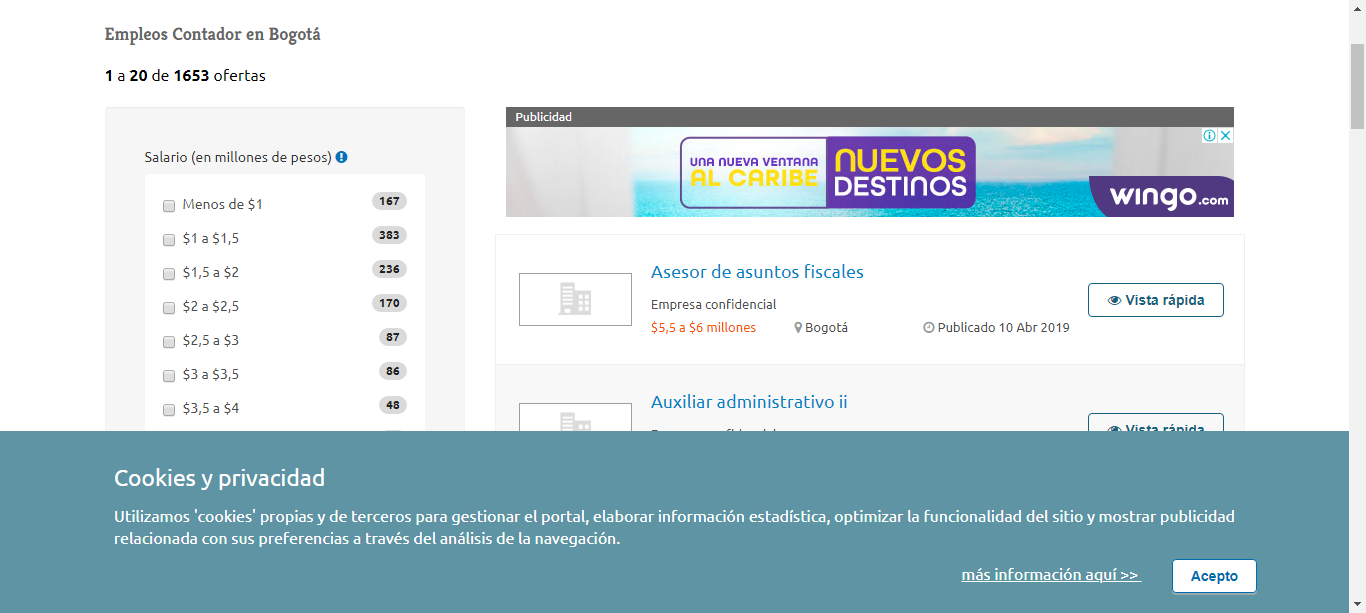 Empleos Contador en Bogotá
1 a 20 de 1653 ofertas
Salario (en millones de pesos)
Menos de $1 167
$1 a $1,5 383
$1,5 a $2 236
$2 a $2,5 170
$2,5 a $3 87
$3 a $3,5 86
$3,5 a $4 48
Publicidad
UNA NUEVA VENTANA
AL CARIBE
NUEVOS
DESTINOS
wingo.com
Asesor de asuntos fiscales
Empresa confidencial
$5,5 a $6 millones Bogotá Publicado 10 Abr 2019
Vista rápida
Auxiliar administrativo ii
Vista rápida
Cookies y privacidad
Utilizamos 'cookies' propias y de terceros para gestionar el portal, elaborar información estadística, optimizar la funcionalidad del sitio y mostrar publicidad
relacionada con sus preferencias a través del análisis de la navegación.
más información aquí >>
Acepto